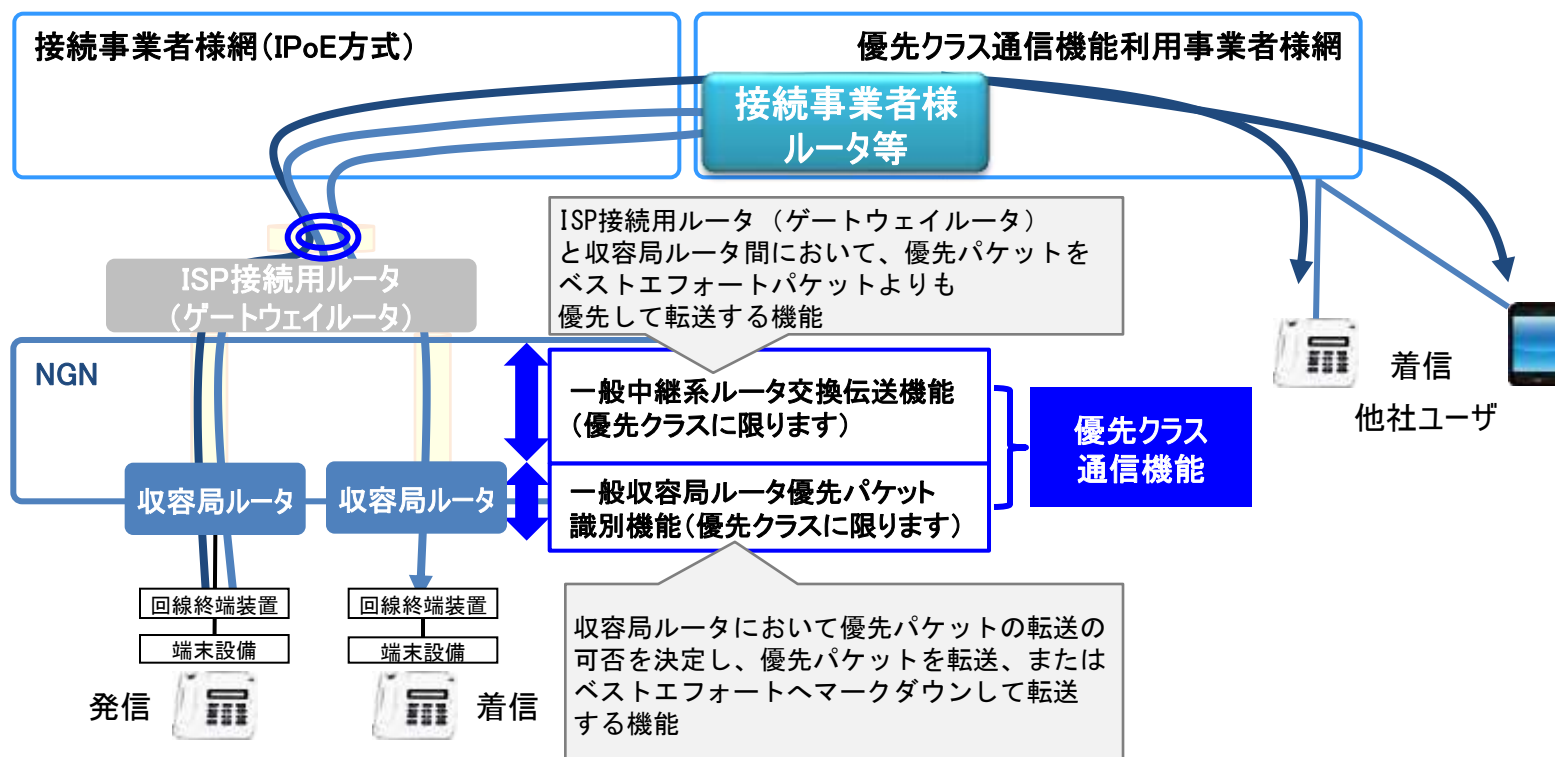 接続事業者様網(IPoE方式)
優先クラス通信機能利用事業者様網
接続事業者様
ルータ等
ISP接続用ルータ(ゲートウェイルータ)
と収容局ルータ間において、優先パケットを
ベストエフォートパケットよりも
優先して転送する機能
ISP接続用ルータ
(ゲートウェイルータ)
NGN
一般中継系ルータ交換伝送機能
(優先クラスに限ります)
優先クラス
通信機能
着信
他社ユーザ
収容局ルータ
収容局ルータ
一般収容局ルータ優先パケット
識別機能(優先クラスに限ります)
回線終端装置
回線終端装置
端末設備
端末設備
発信
着信
収容局ルータにおいて優先パケットの転送の
可否を決定し、優先パケットを転送、または
ベストエフォートへマークダウンして転送
する機能